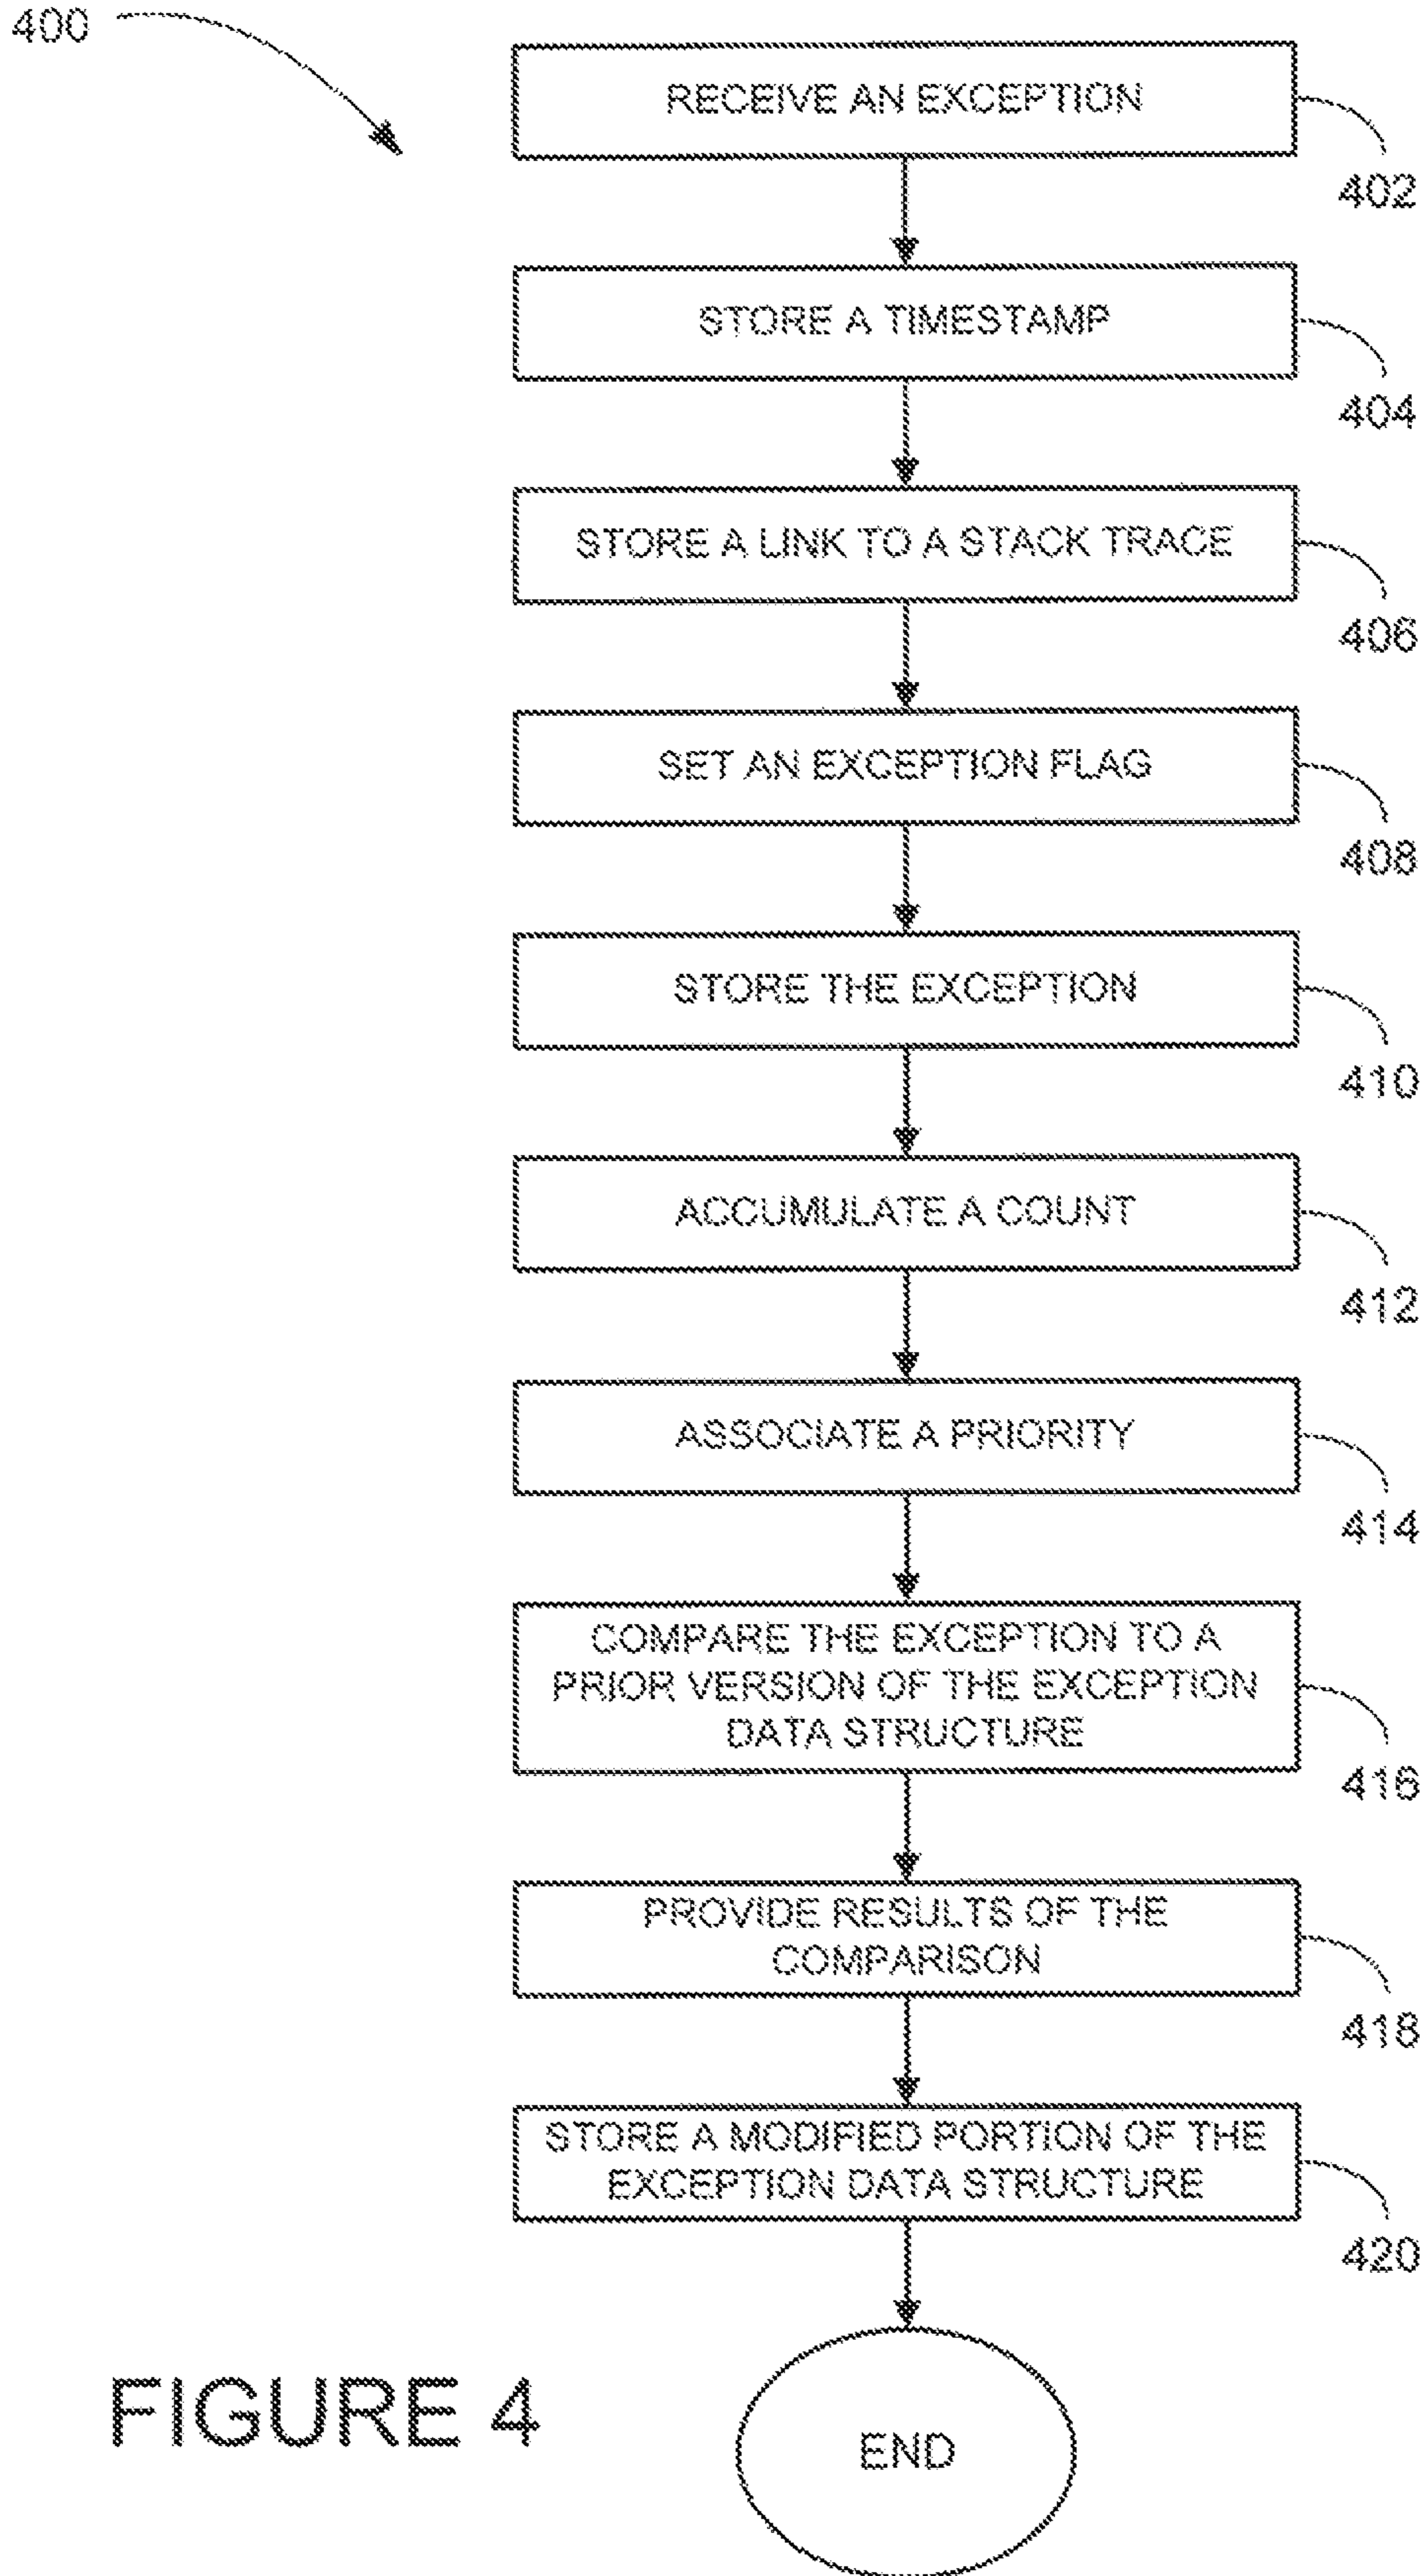 400
RECEIVE AN EXCEPTION
402
STORE A TIMESTAMP
404
STORE A LINK TO A STACK TRACE
406
SET AN EXCEPTION FLAG
408
STORE THE EXCEPTION
410
ACCUMULATE A COUNT
412
ASSOCIATE A PRIORITY
414
COMPARE THE EXCEPTION TO A
PRIOR VERSION OF THE EXCEPTION
DATA STRUCTURE
416
PROVIDE RESULTS OF THE
COMPARISON
418
STORE A MODIFIED PORTION OF THE
EXCEPTION DATA STRUCTURE
420
END
FIGURE 4